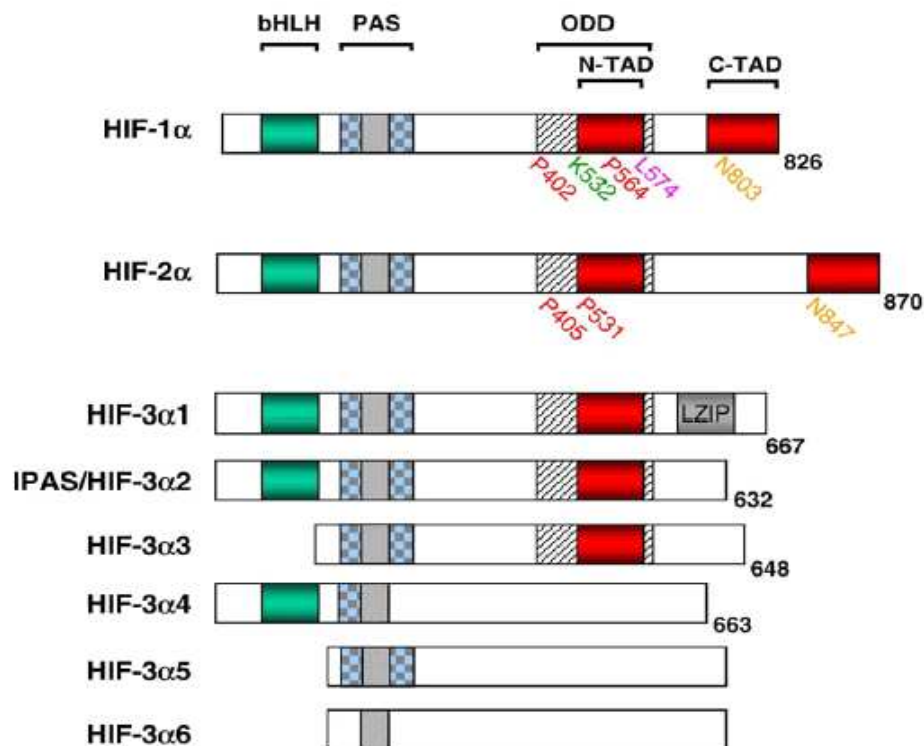 bHLH PAS ODD
N-TAD C-TAD
HIF-1α
826
P402 K532 P564 L574 N803
HIF-2α
870
P405 P531 N847
HIF-3α1 LZIP
667
IPAS/HIF-3α2
632
HIF-3α3
648
HIF-3α4
663
HIF-3α5
HIF-3α6